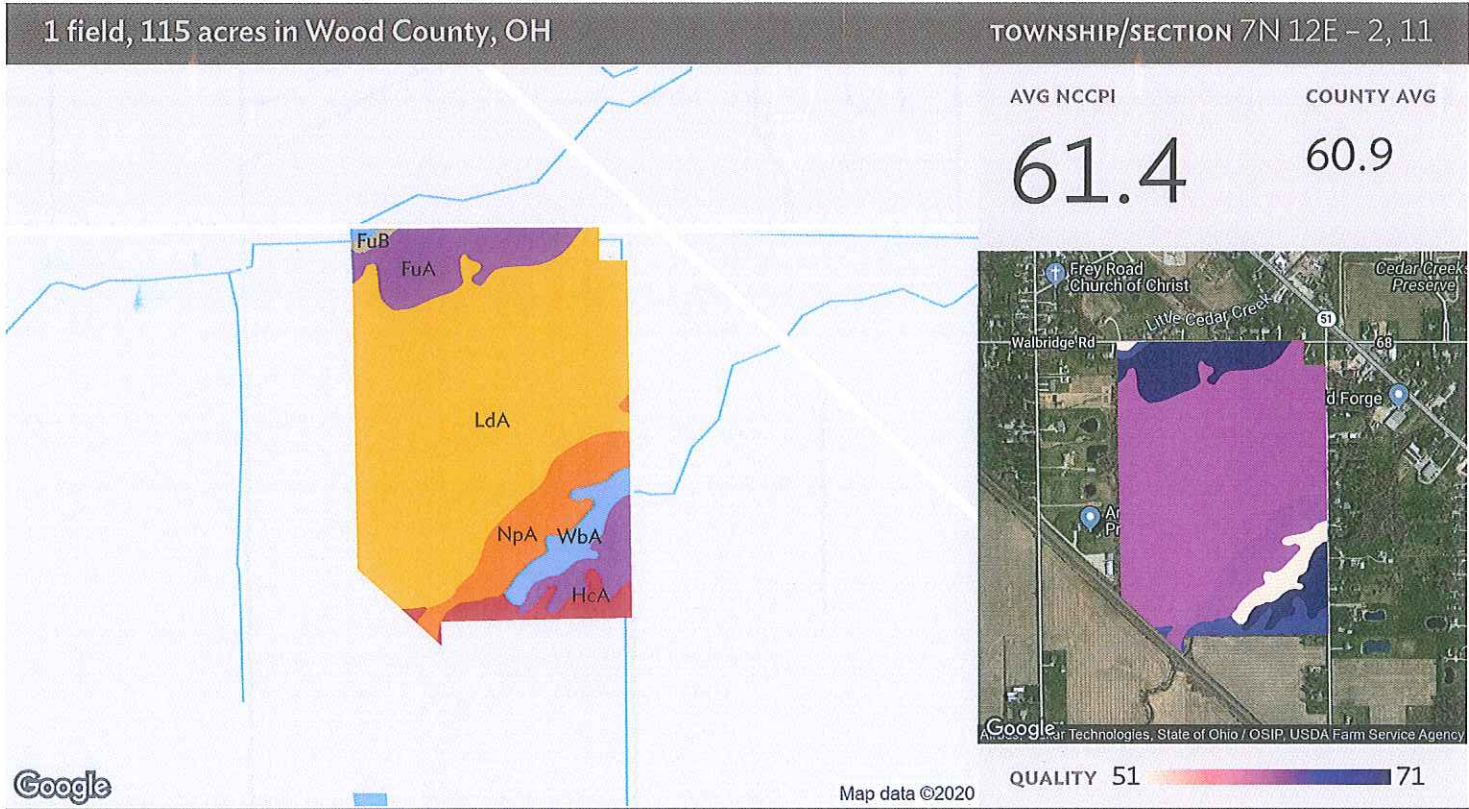 1 field, 115 acres in Wood County, OH
TOWNSHIP/SECTION 7N 12E – 2, 11
AVG NCCPI
COUNTY AVG
61.4
60.9
FuB
FuA
LdA
NpA
WbA
HcA
Google
Map data ©2020
Frey Road
Church of Christ
Cedar Creeks
Preserve
Little Cedar Creek
51
Walbridge Rd
68
d Forge
Google
Technologies, State of Ohio / OSIP, USDA Farm Service Agency
QUALITY 51
71